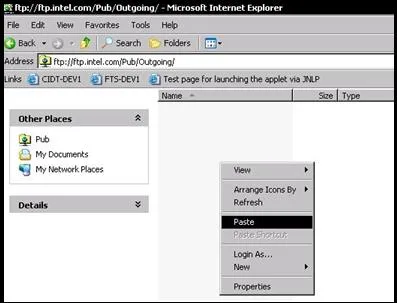 ftp://ftp.intel.com/Pub/Outgoing/ - Microsoft Internet Explorer
File Edit View Favorites Tools Help
Back Search Folders
Address ftp://ftp.intel.com/Pub/Outgoing/
Links CIDT-DEV1 FTS-DEV1 Test page for launching the applet via JNLP
Name Size Type
Other Places
Pub
My Documents
My Network Places
Details
View
Arrange Icons By
Refresh
Paste
Paste Shortcut
Login As...
New
Properties